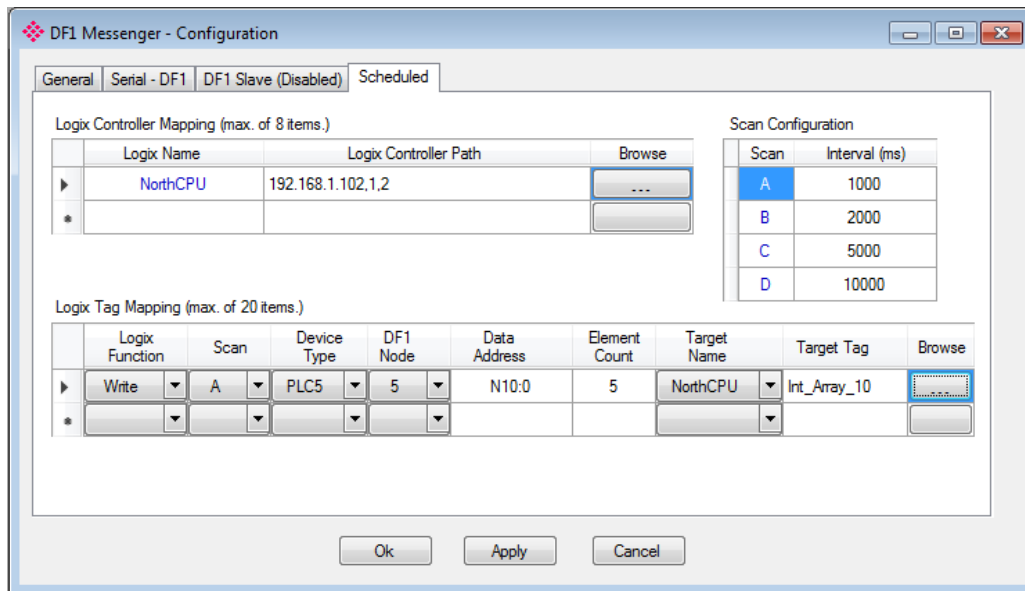 DF1 Messenger - Configuration
General Serial - DF1 DF1 Slave (Disabled) Scheduled
Logix Controller Mapping (max. of 8 items.)
Logix Name Logix Controller Path Browse
NorthCPU 192.168.1.102,1,2 ...
Scan Configuration
Scan Interval (ms)
A 1000
B 2000
C 5000
D 10000
Logix Tag Mapping (max. of 20 items.)
Logix Function Scan Device Type DF1 Node Data Address Element Count Target Name Target Tag Browse
Write A PLC5 5 N10:0 5 NorthCPU Int_Array_10 ...
Ok Apply Cancel